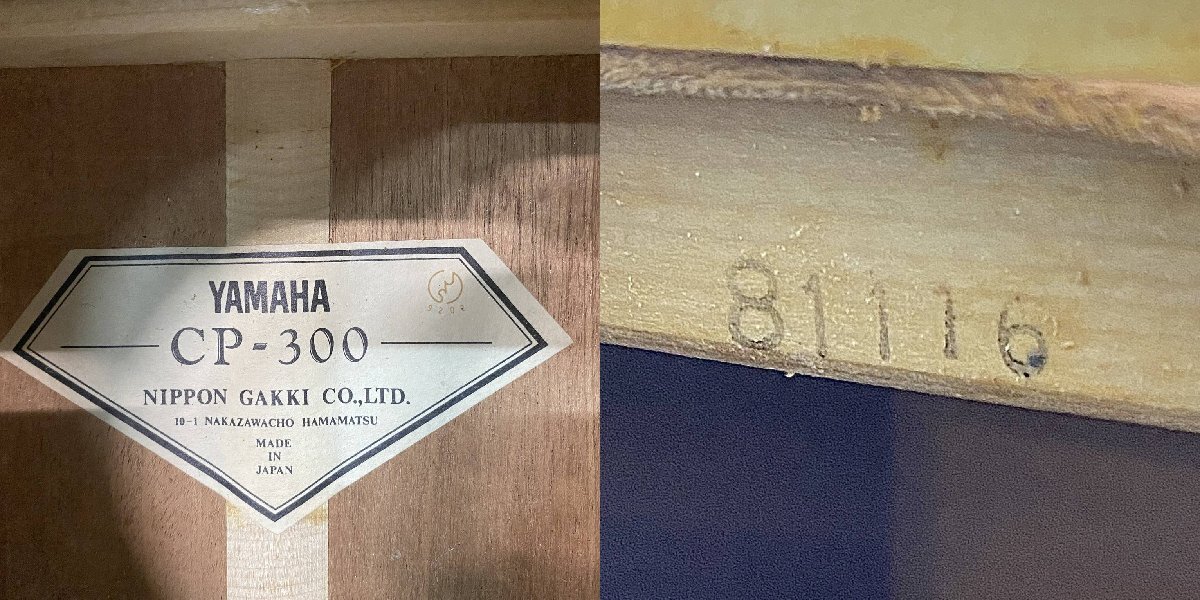 YAMAHA
CP-300
NIPPON GAKKI CO.,LTD.
10-1 NAKAZAWACHO HAMAMATSU
MADE
IN
JAPAN
81116